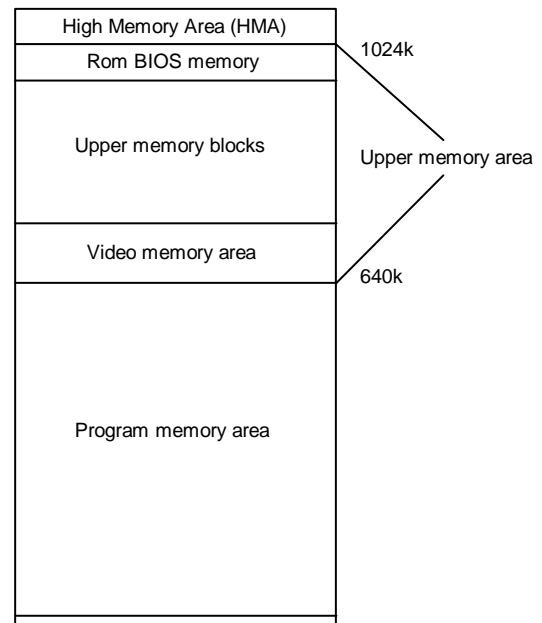 High Memory Area (HMA)
1024k
Rom BIOS memory
Upper memory blocks
Upper memory area
Video memory area
640k
Program memory area